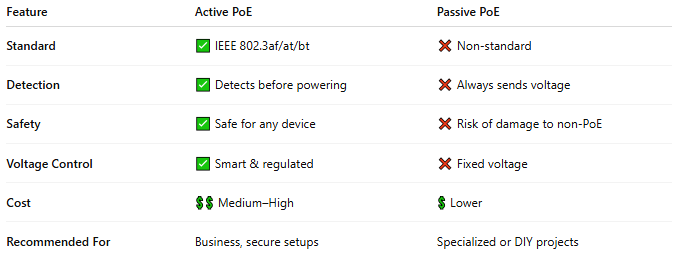 Feature Active PoE Passive PoE
Standard ✅ IEEE 802.3af/at/bt ❌ Non-standard
Detection ✅ Detects before powering ❌ Always sends voltage
Safety ✅ Safe for any device ❌ Risk of damage to non-PoE
Voltage Control ✅ Smart & regulated ❌ Fixed voltage
Cost 💲💲 Medium–High 💲 Lower
Recommended For Business, secure setups Specialized or DIY projects